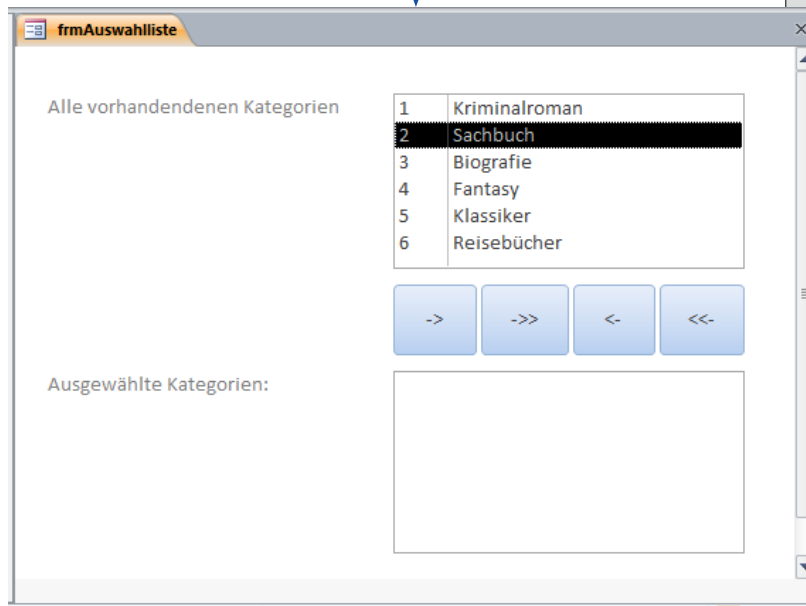 frmAuswahlliste
Alle vorhandendenen Kategorien
1 Kriminalroman
2 Sachbuch
3 Biografie
4 Fantasy
5 Klassiker
6 Reisebücher
-> ->> <- <<-
Ausgewählte Kategorien: